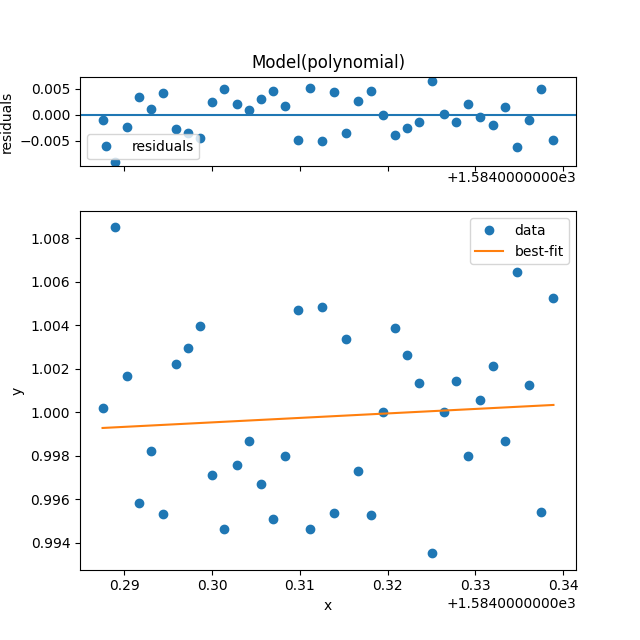 Model(polynomial)
0.005
0.000
−0.005
residuals
residuals
+1.5840000000e3
1.008
1.006
1.004
1.002
1.000
0.998
0.996
0.994
y
data
best-fit
0.29 0.30 0.31 0.32 0.33 0.34
x
+1.5840000000e3